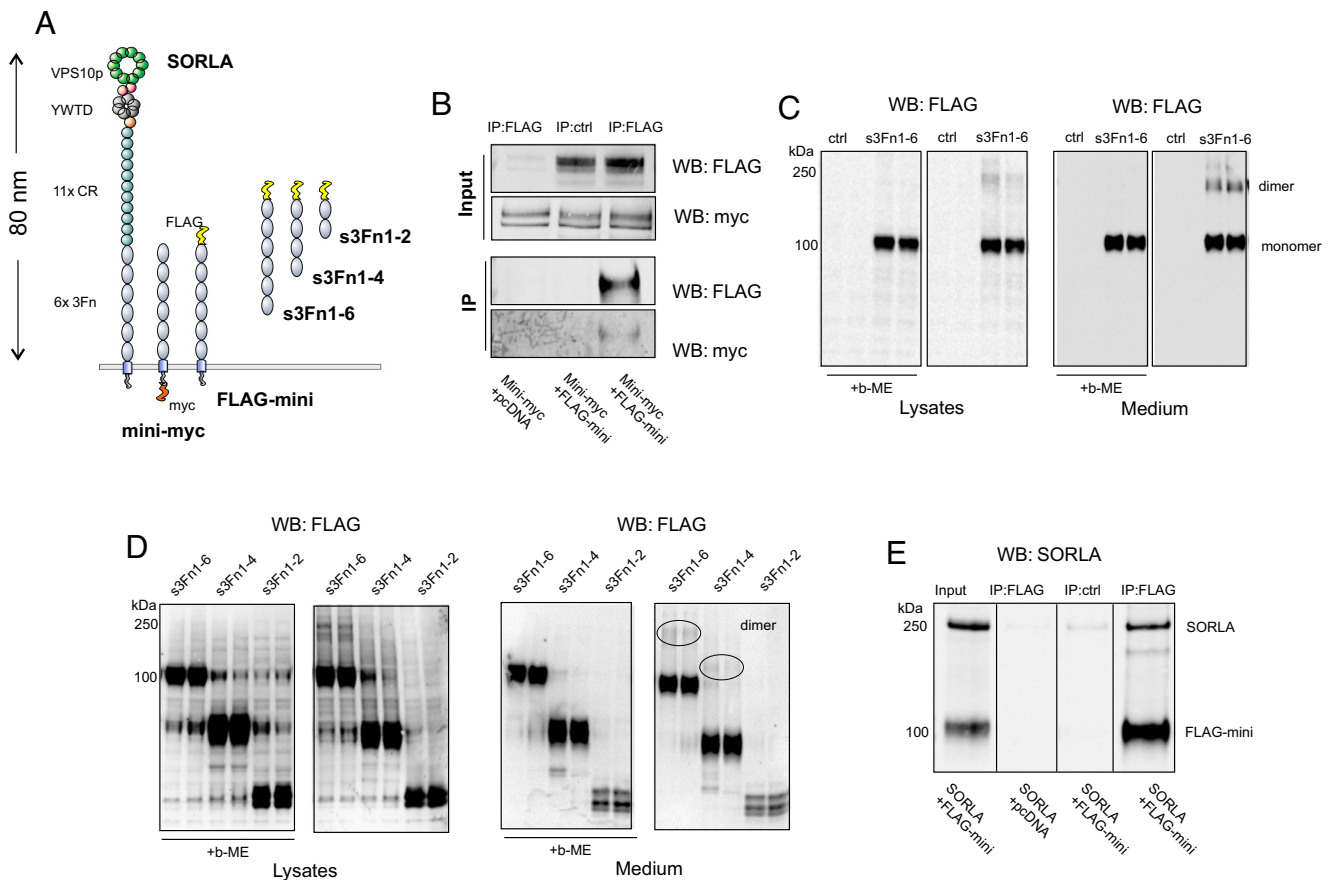 A
SORLA
VPS10p
YWTD
11x CR
80 nm
FLAG
6x 3Fn
s3Fn1-2
s3Fn1-4
s3Fn1-6
myc
FLAG-mini
mini-myc
B
IP:FLAG IP:ctrl IP:FLAG
Input
WB: FLAG
WB: myc
IP
WB: FLAG
WB: myc
Mini-myc
+pcDNA
Mini-myc
+FLAG-mini
Mini-myc
+FLAG-mini
C
WB: FLAG
WB: FLAG
ctrl s3Fn1-6 ctrl s3Fn1-6
ctrl s3Fn1-6 ctrl s3Fn1-6
kDa
250
100
dimer
monomer
+b-ME
+b-ME
Lysates
Medium
D
WB: FLAG
WB: FLAG
s3Fn1-6 s3Fn1-4 s3Fn1-2 s3Fn1-6 s3Fn1-4 s3Fn1-2
s3Fn1-6 s3Fn1-4 s3Fn1-2 s3Fn1-6 s3Fn1-4 s3Fn1-2
kDa
250
100
dimer
+b-ME
+b-ME
Lysates
Medium
E
WB: SORLA
Input IP:FLAG IP:ctrl IP:FLAG
kDa
250
SORLA
100
FLAG-mini
SORLA
+FLAG-mini
SORLA
+pcDNA
SORLA
+FLAG-mini
SORLA
+FLAG-mini